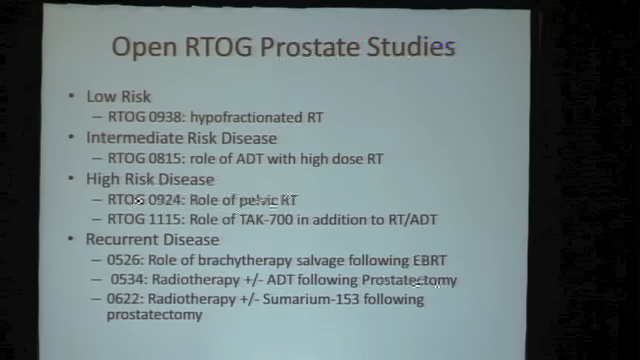 Open RTOG Prostate Studies
• Low Risk
– RTOG 0938: hypofractionated RT
• Intermediate Risk Disease
– RTOG 0815: role of ADT with high dose RT
• High Risk Disease
– RTOG 0924: Role of pelvic RT
– RTOG 1115: Role of TAK-700 in addition to RT/ADT
• Recurrent Disease
– 0526: Role of brachytherapy salvage following EBRT
– 0534: Radiotherapy +/- ADT following Prostatectomy
– 0622: Radiotherapy +/- Sumarium-153 following
prostatectomy